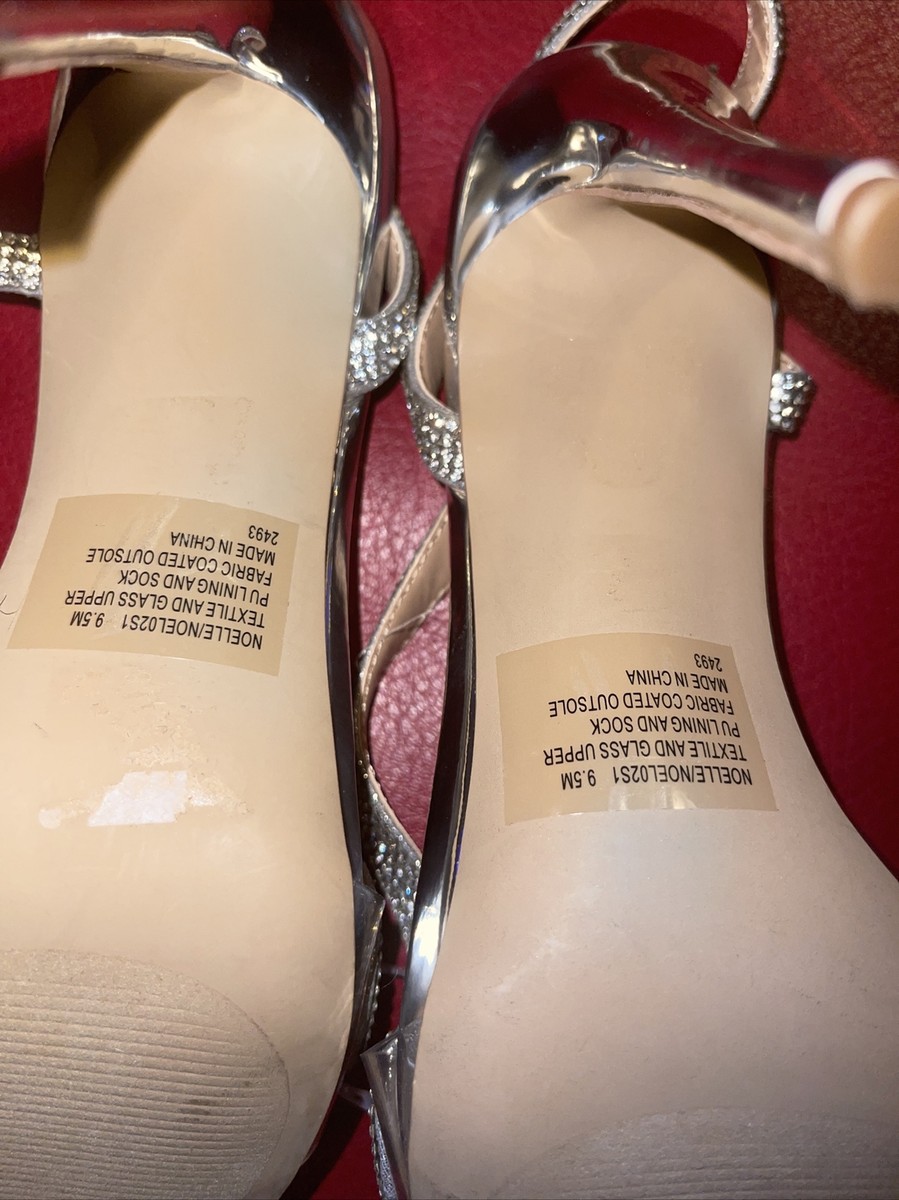 NOELLE/NOEL02S1 9.5M
TEXTILE AND GLASS UPPER
PU LINING AND SOCK
FABRIC COATED OUTSOLE
MADE IN CHINA
2493
NOELLE/NOEL02S1 9.5M
TEXTILE AND GLASS UPPER
PU LINING AND SOCK
FABRIC COATED OUTSOLE
MADE IN CHINA
2493